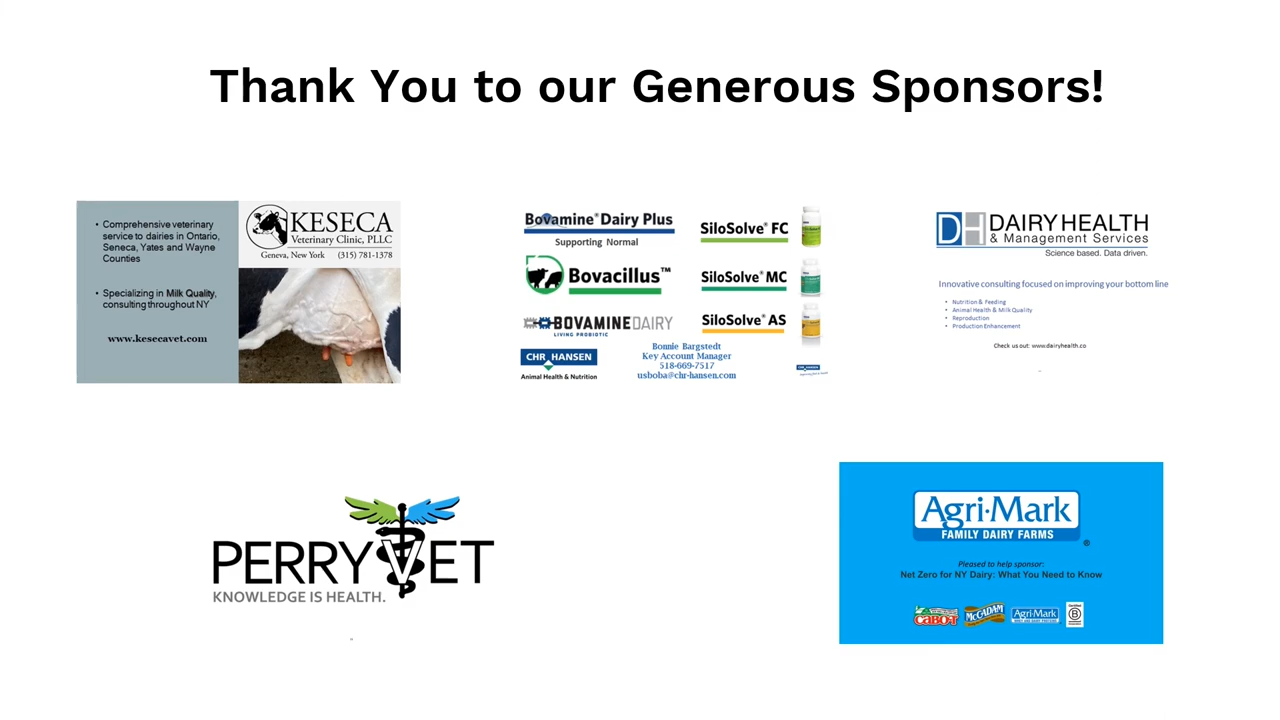 Thank You to our Generous Sponsors!
• Comprehensive veterinary
service to dairies in Ontario,
Seneca, Yates and Wayne
Counties
• Specializing in Milk Quality,
consulting throughout NY
www.kesecavet.com
KESECA
Veterinary Clinic, PLLC
Geneva, New York (315) 781-1378
Bovamine® Dairy Plus
Supporting Normal
Bovacillus™
BOVAMINE DAIRY
LIVING PROBIOTIC
CHR HANSEN
Animal Health & Nutrition
SiloSolve® FC
SiloSolve® MC
SiloSolve® AS
Bonnie Bargstedt
Key Account Manager
518-669-7517
usboba@chr-hansen.com
DH DAIRY HEALTH
& Management Services
Science based. Data driven.
Innovative consulting focused on improving your bottom line
• Nutrition & Feeding
• Animal Health & Milk Quality
• Reproduction
• Production Enhancement
Check us out: www.dairyhealth.co
PERRY VET
KNOWLEDGE IS HEALTH.
Agri-Mark
FAMILY DAIRY FARMS
®
Pleased to help sponsor:
Net Zero for NY Dairy: What You Need to Know
CABOT McCADAM Agri-Mark B